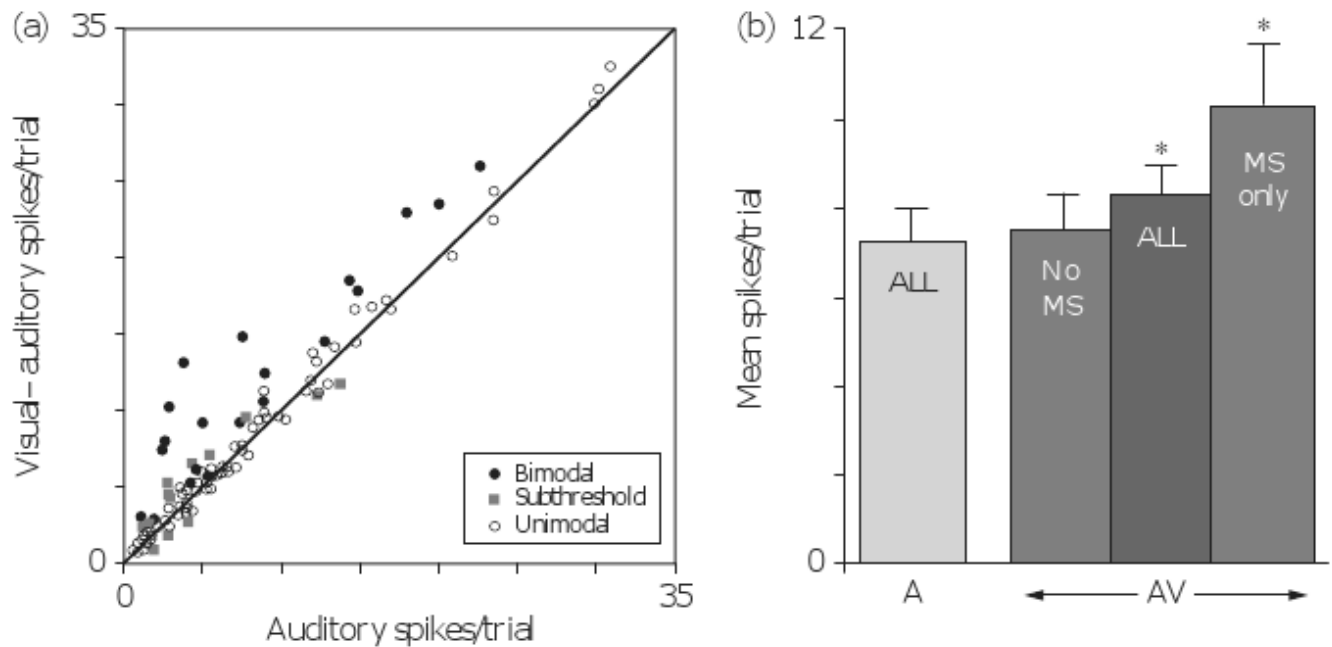 (a)
35
Visual–auditory spikes/trial
Bimodal
Subthreshold
Unimodal
0
0
35
Auditory spikes/trial
(b)
12
Mean spikes/trial
*
*
ALL
No
MS
ALL
MS
only
0
A
AV